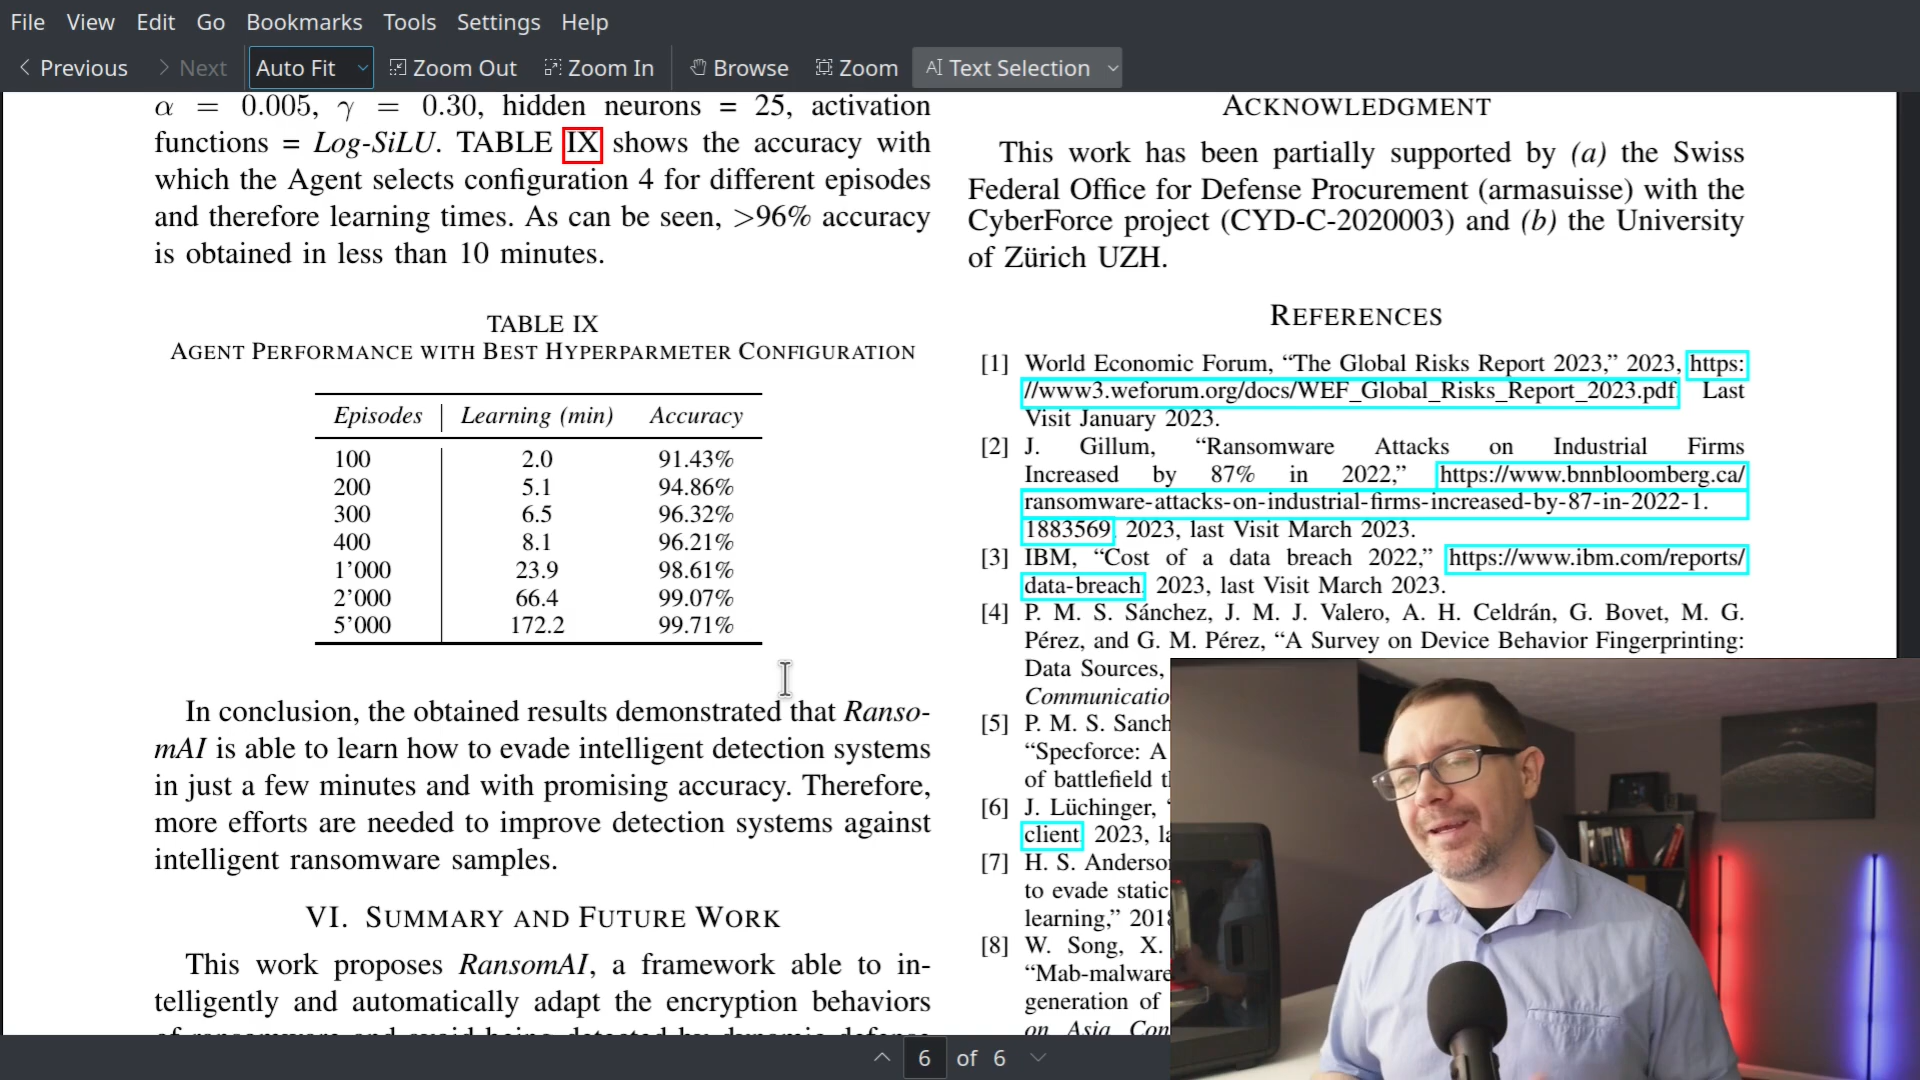 File View Edit Go Bookmarks Tools Settings Help
Previous Next Auto Fit Zoom Out Zoom In Browse Zoom Text Selection
α = 0.005, γ = 0.30, hidden neurons = 25, activation
functions = Log-SiLU. TABLE IX shows the accuracy with
which the Agent selects configuration 4 for different episodes
and therefore learning times. As can be seen, >96% accuracy
is obtained in less than 10 minutes.
TABLE IX
AGENT PERFORMANCE WITH BEST HYPERPARMETER CONFIGURATION
Episodes Learning (min) Accuracy
100 2.0 91.43%
200 5.1 94.86%
300 6.5 96.32%
400 8.1 96.21%
1’000 23.9 98.61%
2’000 66.4 99.07%
5’000 172.2 99.71%
In conclusion, the obtained results demonstrated that Ranso-
mAI is able to learn how to evade intelligent detection systems
in just a few minutes and with promising accuracy. Therefore,
more efforts are needed to improve detection systems against
intelligent ransomware samples.
VI. SUMMARY AND FUTURE WORK
This work proposes RansomAI, a framework able to in-
telligently and automatically adapt the encryption behaviors
of ransomware and avoid being detected by dynamic defense
ACKNOWLEDGMENT
This work has been partially supported by (a) the Swiss
Federal Office for Defense Procurement (armasuisse) with the
CyberForce project (CYD-C-2020003) and (b) the University
of Zürich UZH.
REFERENCES
[1] World Economic Forum, “The Global Risks Report 2023,” 2023, https:
//www3.weforum.org/docs/WEF_Global_Risks_Report_2023.pdf Last
Visit January 2023.
[2] J. Gillum, “Ransomware Attacks on Industrial Firms
Increased by 87% in 2022,” https://www.bnnbloomberg.ca/
ransomware-attacks-on-industrial-firms-increased-by-87-in-2022-1.
1883569 2023, last Visit March 2023.
[3] IBM, “Cost of a data breach 2022,” https://www.ibm.com/reports/
data-breach 2023, last Visit March 2023.
[4] P. M. S. Sánchez, J. M. J. Valero, A. H. Celdrán, G. Bovet, M. G.
Pérez, and G. M. Pérez, “A Survey on Device Behavior Fingerprinting:
Data Sources,
Communicatio
[5] P. M. S. Sanch
“Specforce: A
of battlefield t
[6] J. Lüchinger, “
client 2023, la
[7] H. S. Anderso
to evade static
learning,” 2018
[8] W. Song, X.
“Mab-malware
generation of
on Asia Con
6 of 6